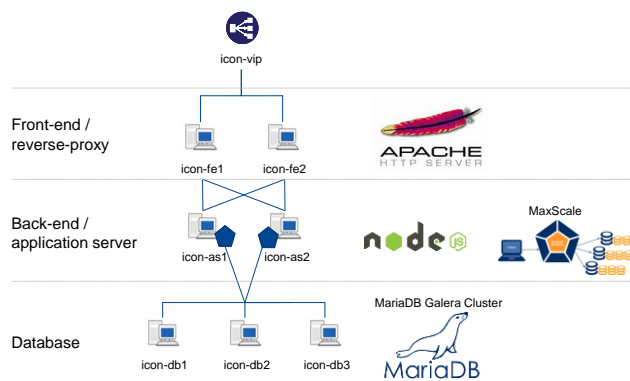 icon-vip
Front-end /
reverse-proxy
icon-fe1
icon-fe2
APACHE
HTTP SERVER
Back-end /
application server
icon-as1
icon-as2
node
JS
MaxScale
MariaDB Galera Cluster
Database
icon-db1
icon-db2
icon-db3
MariaDB